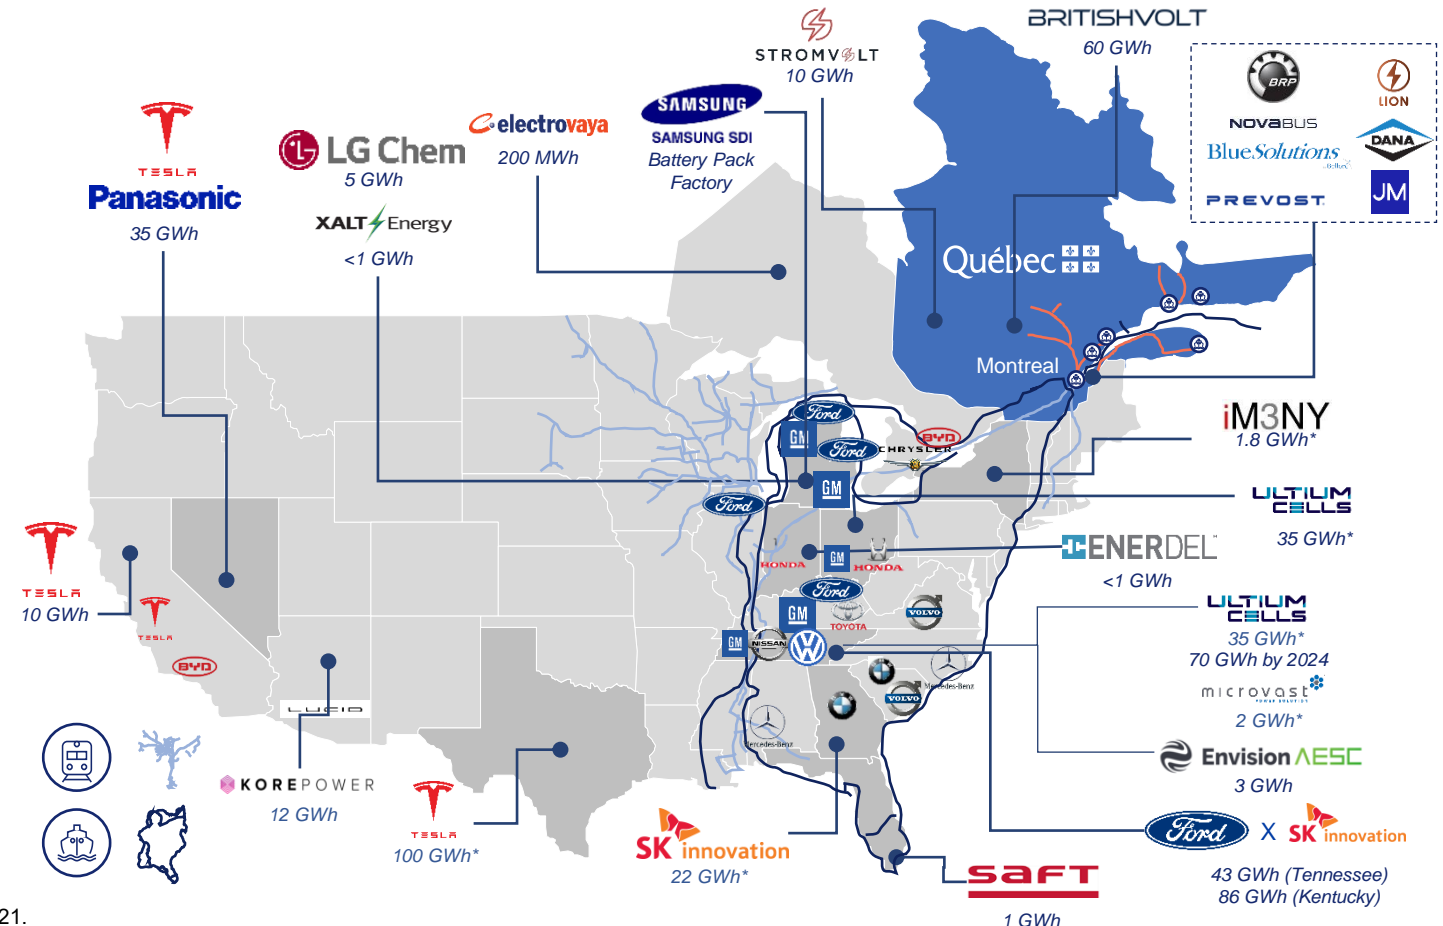 STROMVOLT
10 GWh
BRITISHVOLT
60 GWh
BRP
LION
NOVABUS
DANA
BlueSolutions
PREVOST
JM
TESLA
Panasonic
35 GWh
LG Chem
5 GWh
XALT Energy
<1 GWh
electrovaya
200 MWh
SAMSUNG
SAMSUNG SDI
Battery Pack
Factory
Québec
Montreal
Ford
GM
Ford
BYD
CHRYSLER
GM
Ford
iM3NY
1.8 GWh*
ULTIUM
CELLS
35 GWh*
ENERDEL
<1 GWh
HONDA
GM
HONDA
Ford
GM
TOYOTA
VOLVO
GM
NISSAN
VW
Mercedes-Benz
BMW
VOLVO
BMW
Mercedes-Benz
TESLA
10 GWh
TESLA
BYD
LUCID
KOREPOWER
12 GWh
TESLA
100 GWh*
SK innovation
22 GWh*
saft
1 GWh
ULTIUM
CELLS
35 GWh*
70 GWh by 2024
microvast
POWER SOLUTION
2 GWh*
Envision AESC
3 GWh
Ford X SK innovation
43 GWh (Tennessee)
86 GWh (Kentucky)
21.